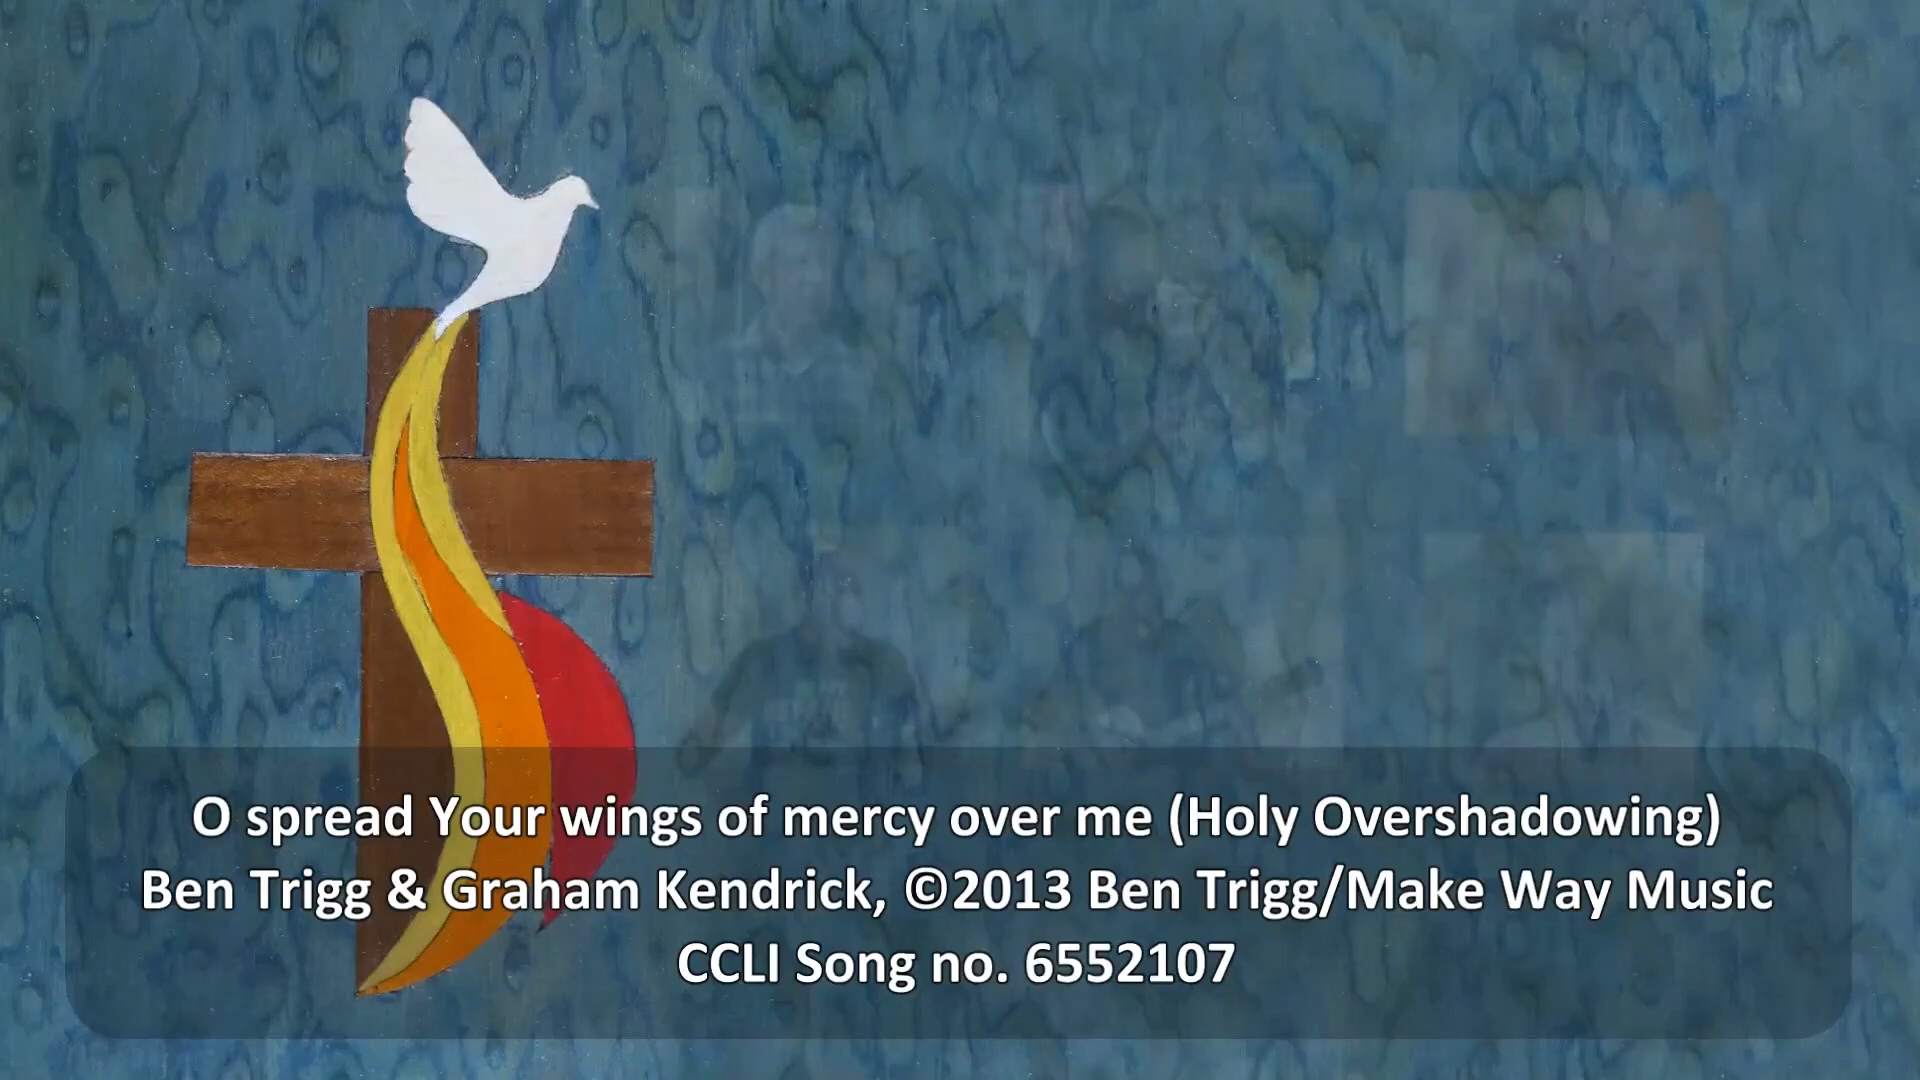 O spread Your wings of mercy over me (Holy Overshadowing)
Ben Trigg & Graham Kendrick, ©2013 Ben Trigg/Make Way Music
CCLI Song no. 6552107